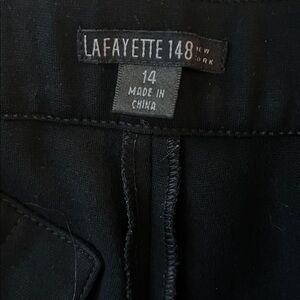 LAFAYETTE 148 NEW YORK
14
MADE IN
CHINA